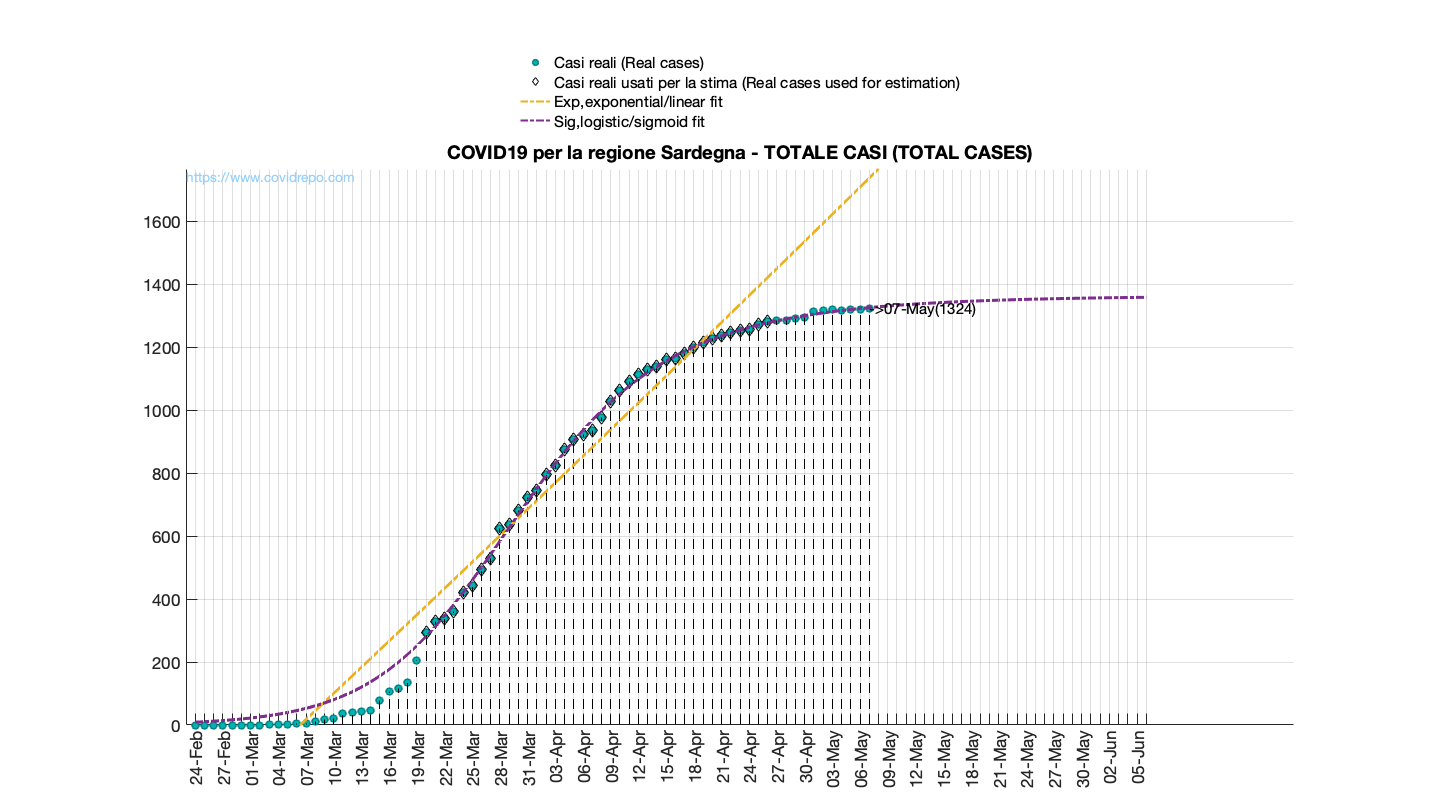 Casi reali (Real cases)
Casi reali usati per la stima (Real cases used for estimation)
Exp,exponential/linear fit
Sig,logistic/sigmoid fit
COVID19 per la regione Sardegna - TOTALE CASI (TOTAL CASES)
https://www.covidrepo.com
1600
1400
>07-May(1324)
1200
1000
800
600
400
200
0
24-Feb
27-Feb
01-Mar
04-Mar
07-Mar
10-Mar
13-Mar
16-Mar
19-Mar
22-Mar
25-Mar
28-Mar
31-Mar
03-Apr
06-Apr
09-Apr
12-Apr
15-Apr
18-Apr
21-Apr
24-Apr
27-Apr
30-Apr
03-May
06-May
09-May
12-May
15-May
18-May
21-May
24-May
27-May
30-May
02-Jun
05-Jun